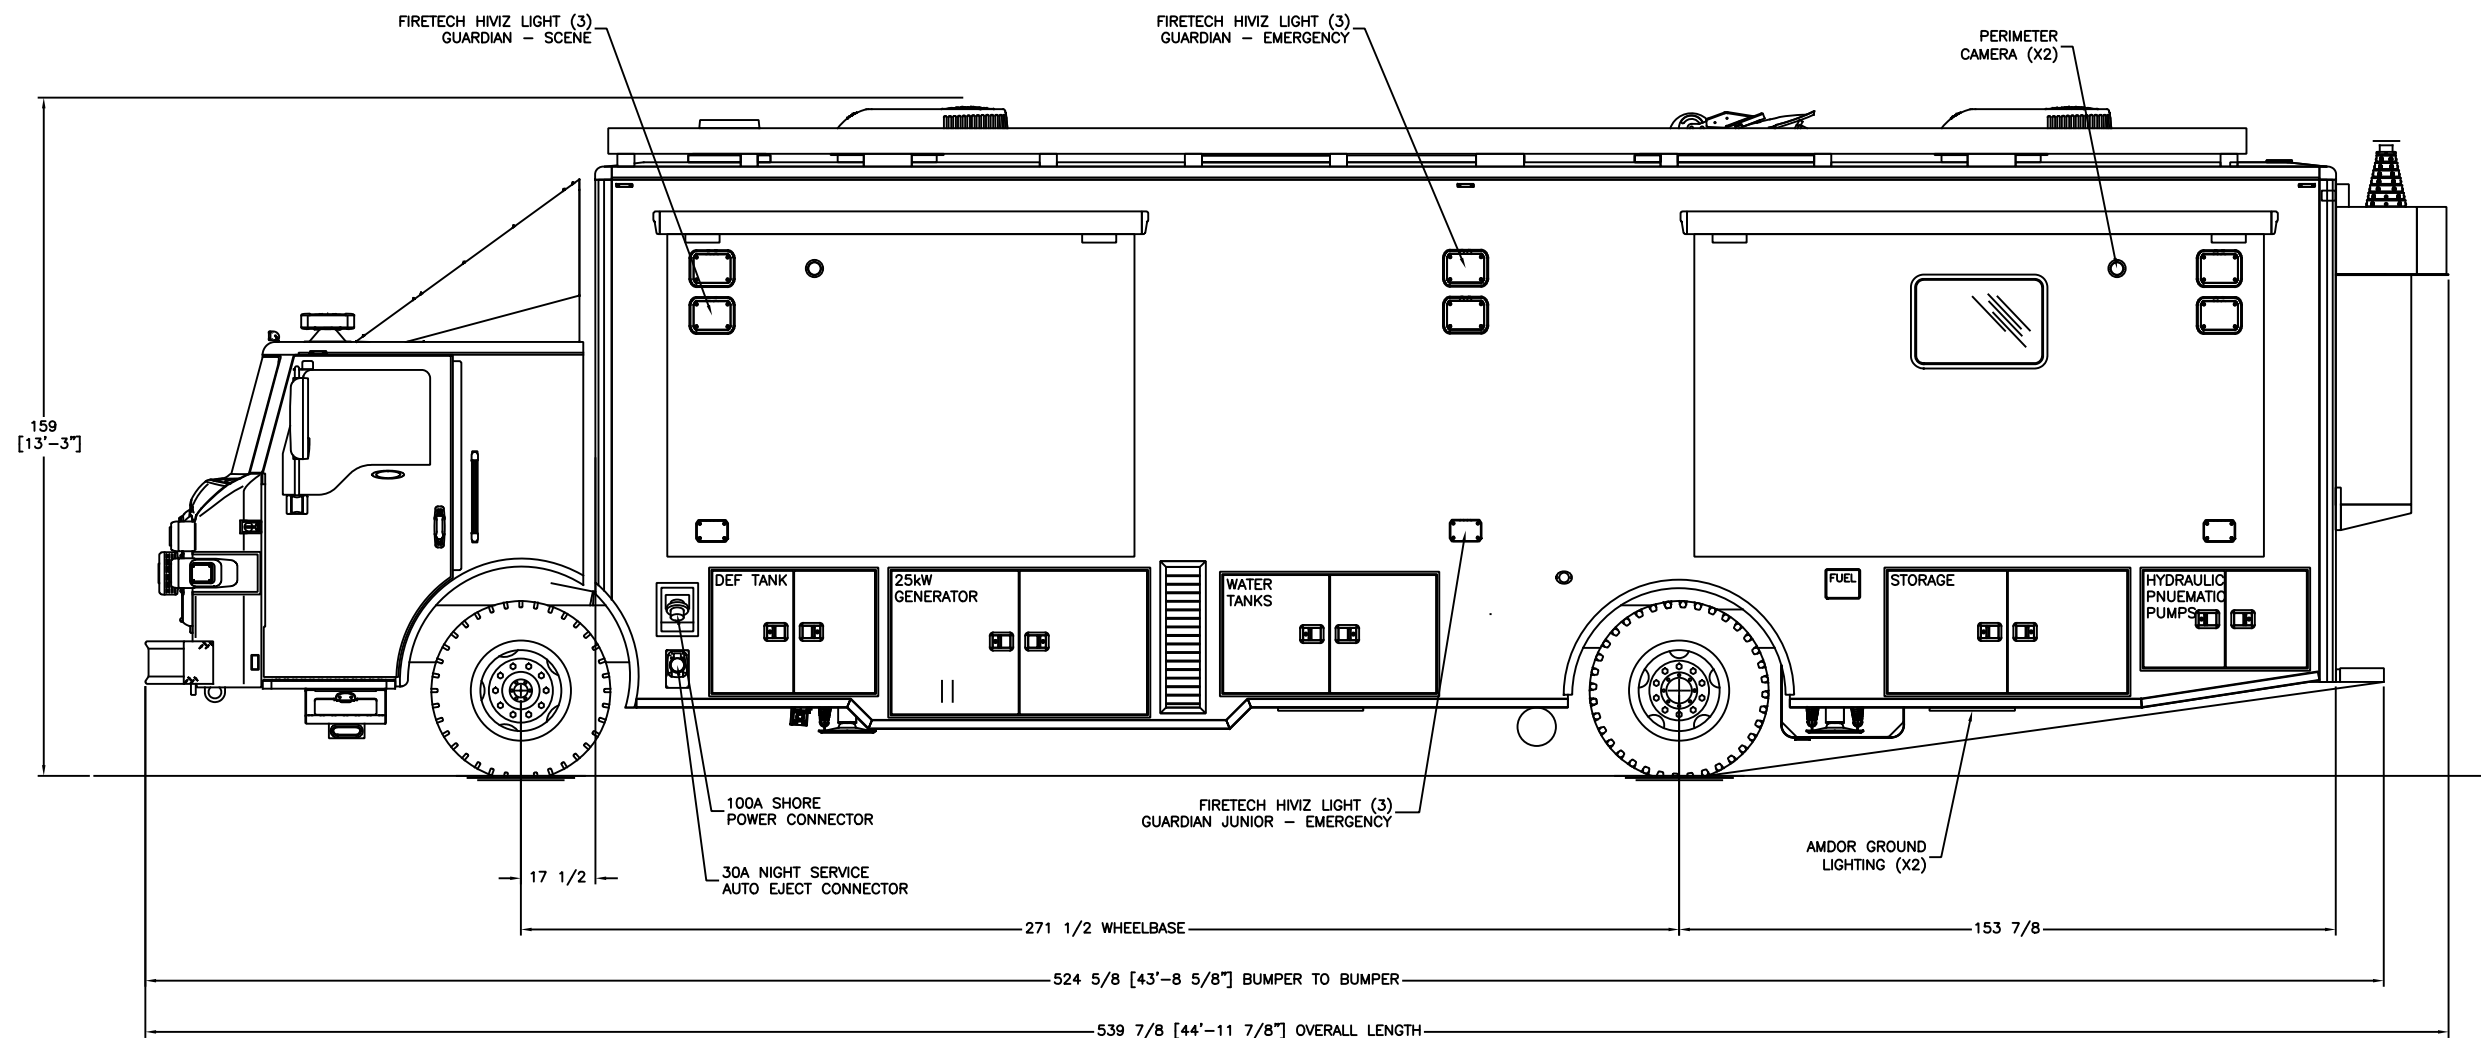 FIRETECH HIVIZ LIGHT (3)
GUARDIAN – SCENE
FIRETECH HIVIZ LIGHT (3)
GUARDIAN – EMERGENCY
PERIMETER
CAMERA (X2)
159
[13'–3"]
DEF TANK
25kW
GENERATOR
WATER
TANKS
FUEL
STORAGE
HYDRAULIC
PNUEMATIC
PUMPS
100A SHORE
POWER CONNECTOR
FIRETECH HIVIZ LIGHT (3)
GUARDIAN JUNIOR – EMERGENCY
AMDOR GROUND
LIGHTING (X2)
17 1/2
30A NIGHT SERVICE
AUTO EJECT CONNECTOR
271 1/2 WHEELBASE
153 7/8
524 5/8 [43'–8 5/8"] BUMPER TO BUMPER
539 7/8 [44'–11 7/8"] OVERALL LENGTH